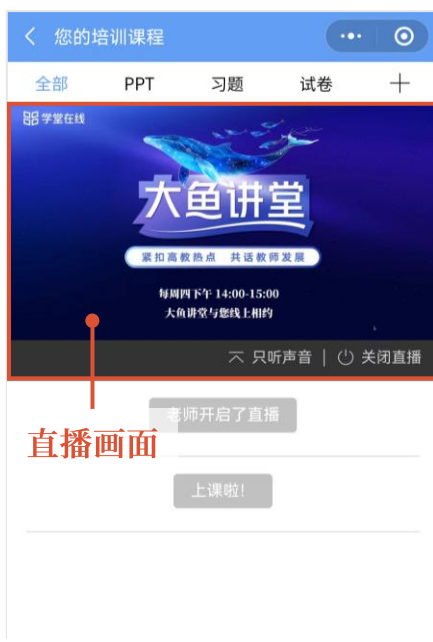 您的培训课程
全部 PPT 习题 试卷
学堂在线
大鱼讲堂
紧扣高教热点 共话教师发展
每周四下午 14:00-15:00
大鱼讲堂与您线上相约
只听声音 | 关闭直播
老师开启了直播
直播画面
上课啦!